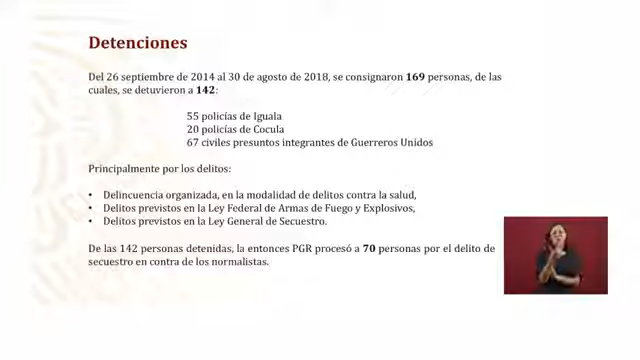 Detenciones
Del 26 septiembre de 2014 al 30 de agosto de 2018, se consignaron 169 personas, de las
cuales, se detuvieron a 142:
55 policías de Iguala
20 policías de Cocula
67 civiles presuntos integrantes de Guerreros Unidos
Principalmente por los delitos:
• Delincuencia organizada, en la modalidad de delitos contra la salud,
• Delitos previstos en la Ley Federal de Armas de Fuego y Explosivos,
• Delitos previstos en la Ley General de Secuestro.
De las 142 personas detenidas, la entonces PGR procesó a 70 personas por el delito de
secuestro en contra de los normalistas.